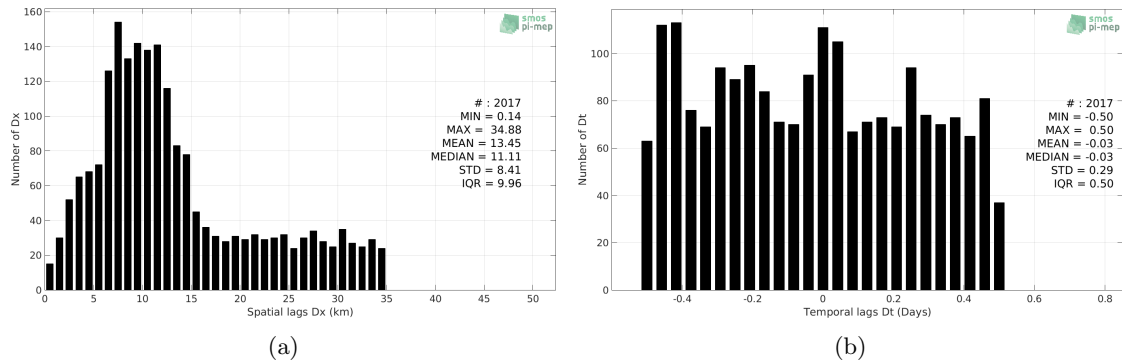 smos
pi-mep
160
140
120
100
80
60
40
20
0
Number of Dx
# : 2017
MIN = 0.14
MAX = 34.88
MEAN = 13.45
MEDIAN = 11.11
STD = 8.41
IQR = 9.96
0 5 10 15 20 25 30 35 40 45 50
Spatial lags Dx (km)
(a)
smos
pi-mep
100
80
60
40
20
0
Number of Dt
# : 2017
MIN = -0.50
MAX = 0.50
MEAN = -0.03
MEDIAN = -0.03
STD = 0.29
IQR = 0.50
-0.4 -0.2 0 0.2 0.4 0.6 0.8
Temporal lags Dt (Days)
(b)